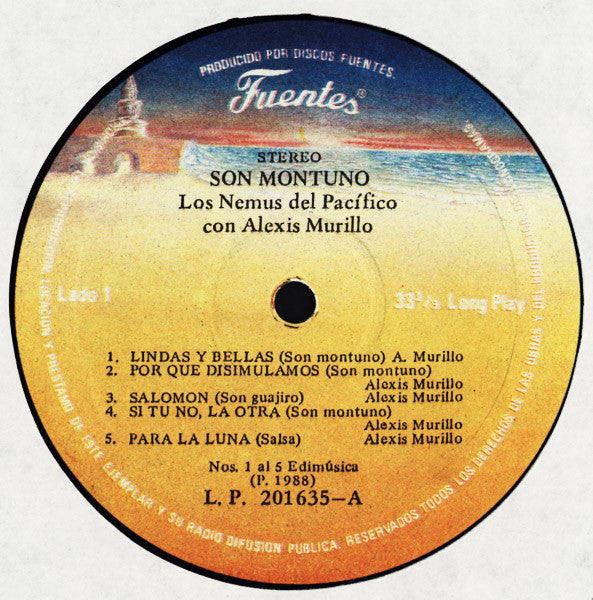 PRODUCIDO POR DISCOS FUENTES.
Fuentes®
STEREO
SON MONTUNO
Los Nemus del Pacífico
con Alexis Murillo
Lado 1
33 1/3 Long Play
1. LINDAS Y BELLAS (Son montuno) A. Murillo
2. POR QUE DISIMULAMOS (Son montuno)
Alexis Murillo
3. SALOMON (Son guajiro) Alexis Murillo
4. SI TU NO, LA OTRA (Son montuno)
Alexis Murillo
5. PARA LA LUNA (Salsa) Alexis Murillo
Nos. 1 al 5 Edimúsica
(P. 1988)
L. P. 201635-A
RESERVADOS TODOS LOS DERECHOS DE LAS OBRAS Y DEL
LOCACION Y PRESTAMO DE ESTE EJEMPLAR Y SU RADIO DIFUSION PUBLICA.